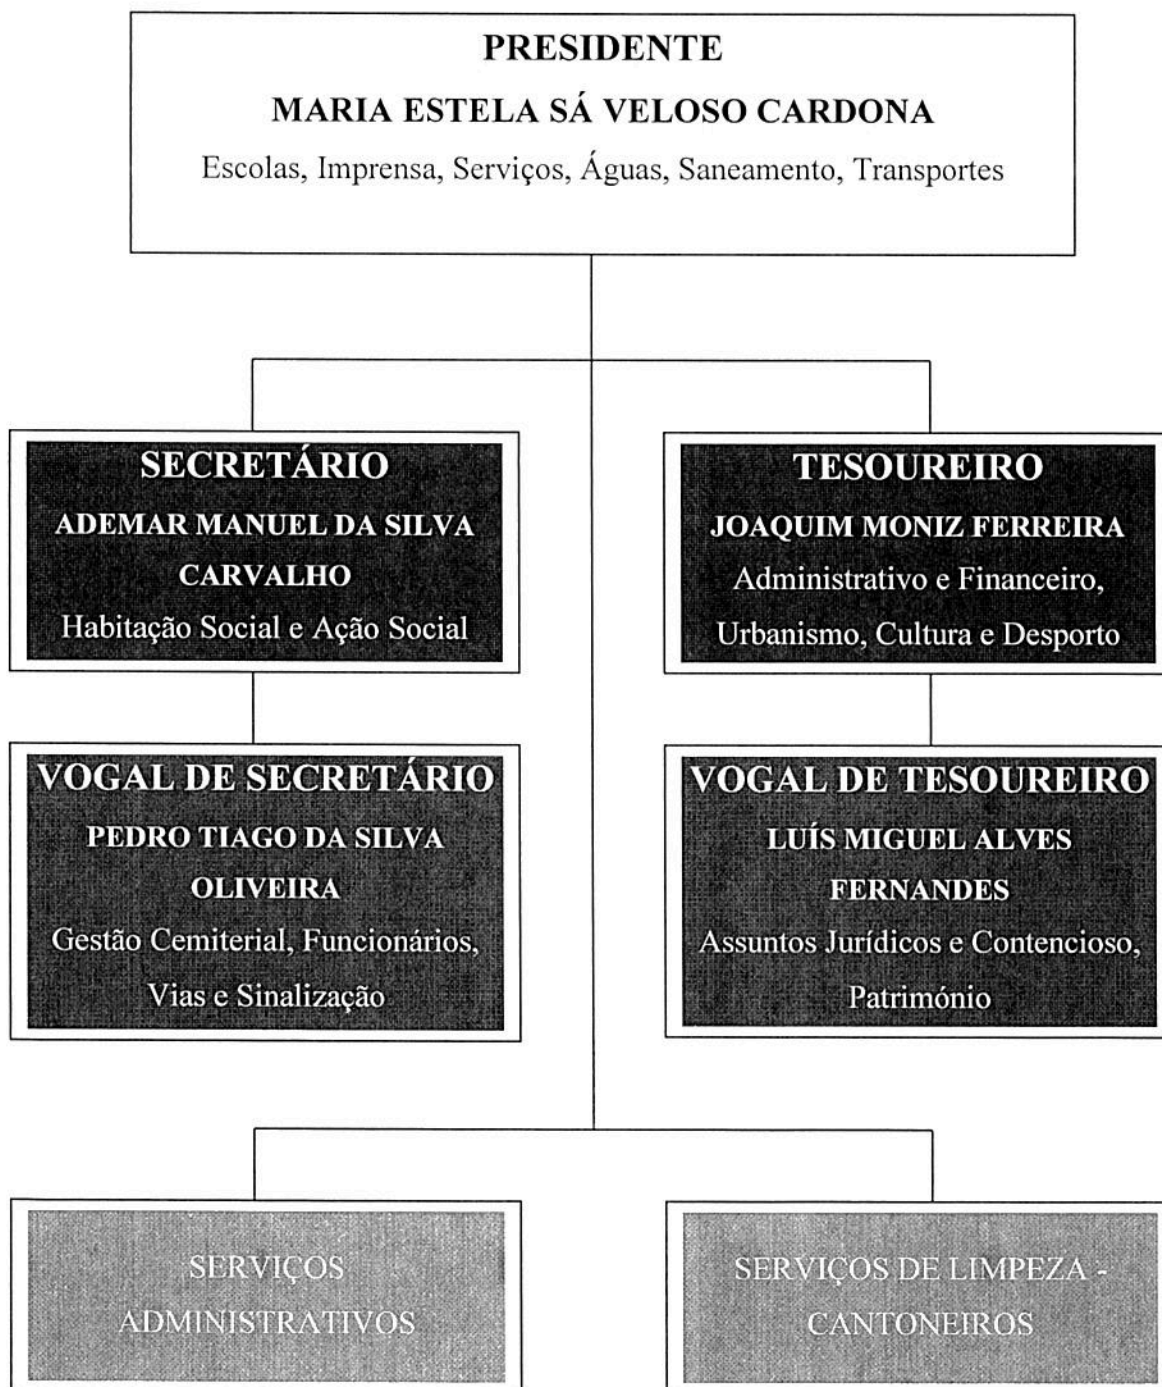 PRESIDENTE
MARIA ESTELA SÁ VELOSO CARDONA
Escolas, Imprensa, Serviços, Águas, Saneamento, Transportes
SECRETÁRIO
ADEMAR MANUEL DA SILVA
CARVALHO
Habitação Social e Ação Social
TESOUREIRO
JOAQUIM MONIZ FERREIRA
Administrativo e Financeiro,
Urbanismo, Cultura e Desporto
VOGAL DE SECRETÁRIO
PEDRO TIAGO DA SILVA
OLIVEIRA
Gestão Cemiterial, Funcionários,
Vias e Sinalização
VOGAL DE TESOUREIRO
LUÍS MIGUEL ALVES
FERNANDES
Assuntos Jurídicos e Contencioso,
Património
SERVIÇOS
ADMINISTRATIVOS
SERVIÇOS DE LIMPEZA -
CANTONEIROS